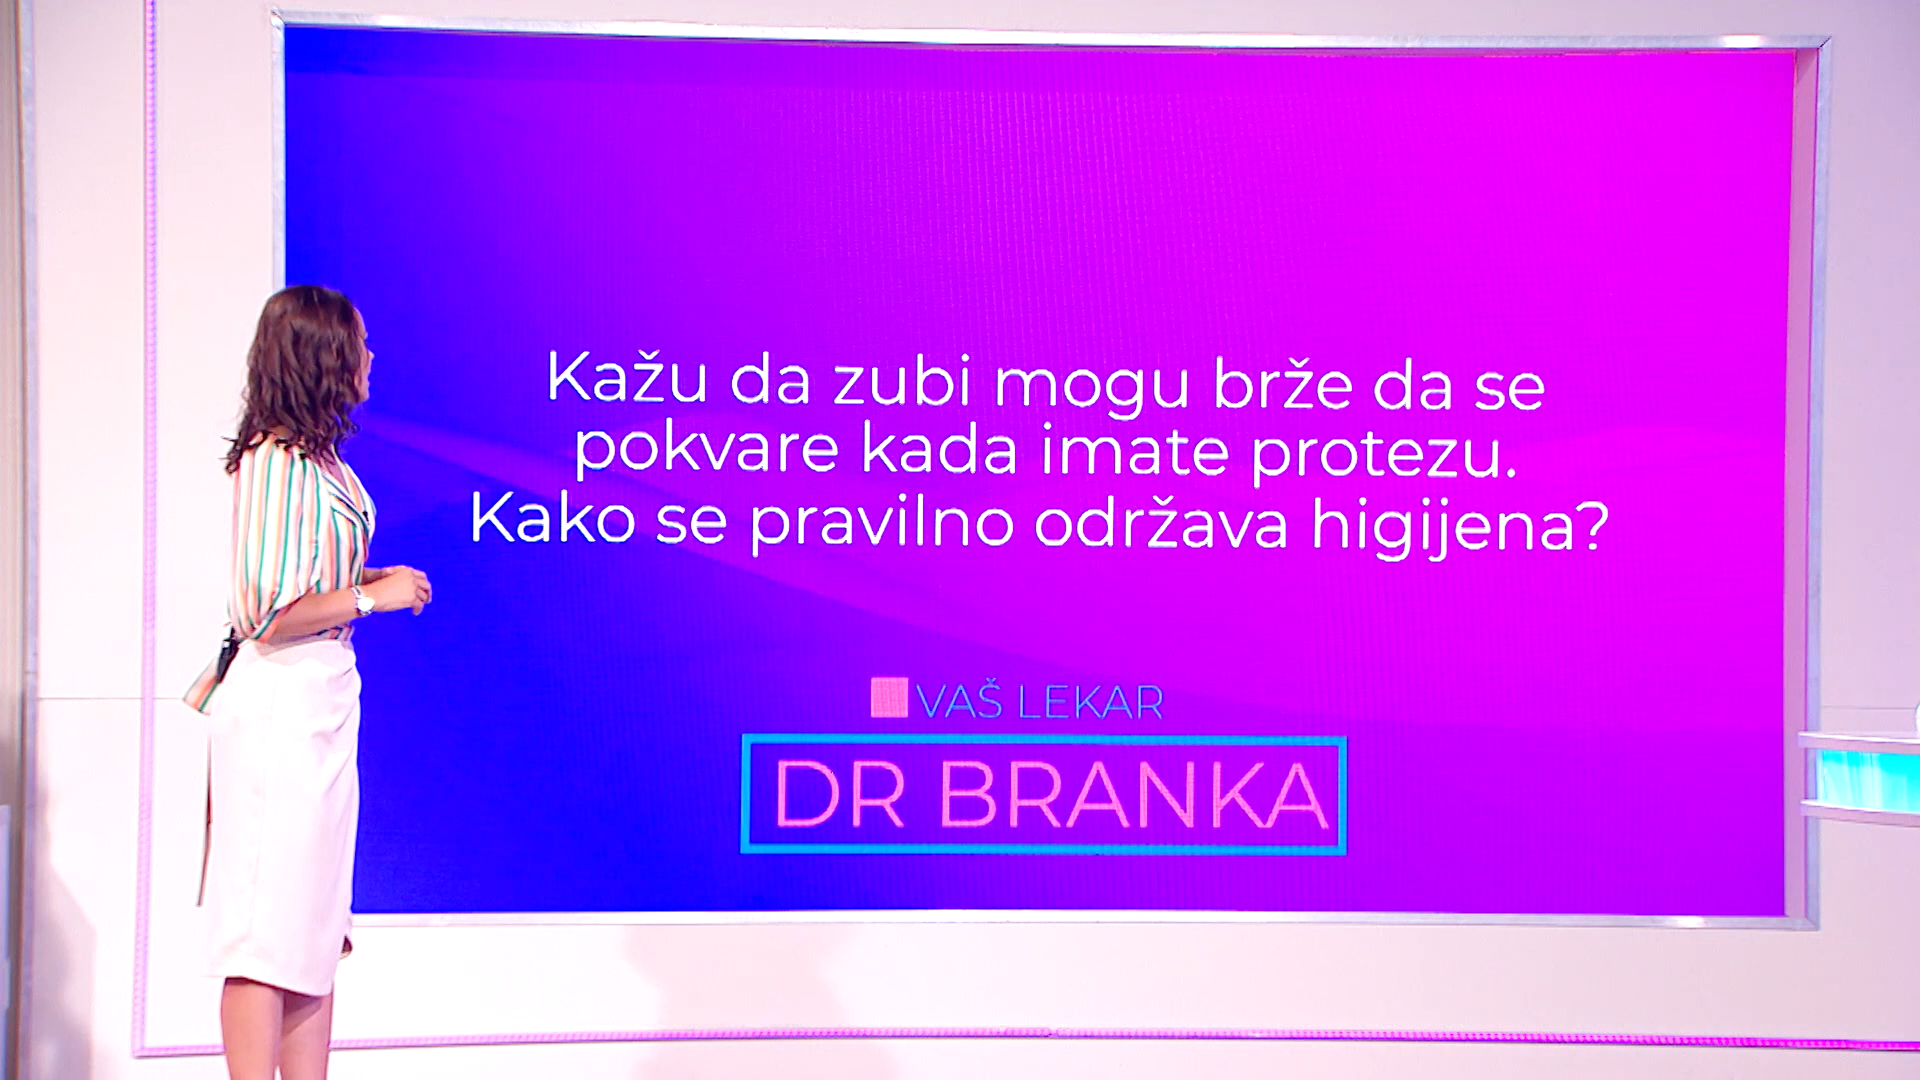 Kažu da zubi mogu brže da se
pokvare kada imate protezu.
Kako se pravilno održava higijena?
VAŠ LEKAR
DR BRANKA